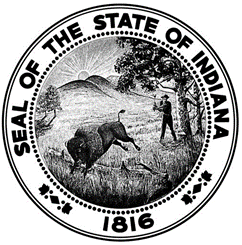 SEAL OF THE STATE OF INDIANA
1816